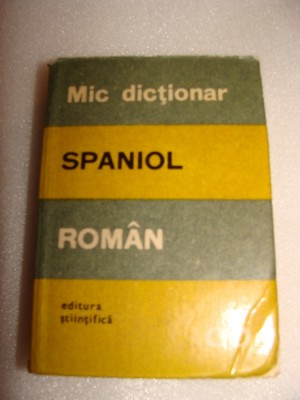 Mic dicționar
SPANIOL
ROMÂN
editura
științifică